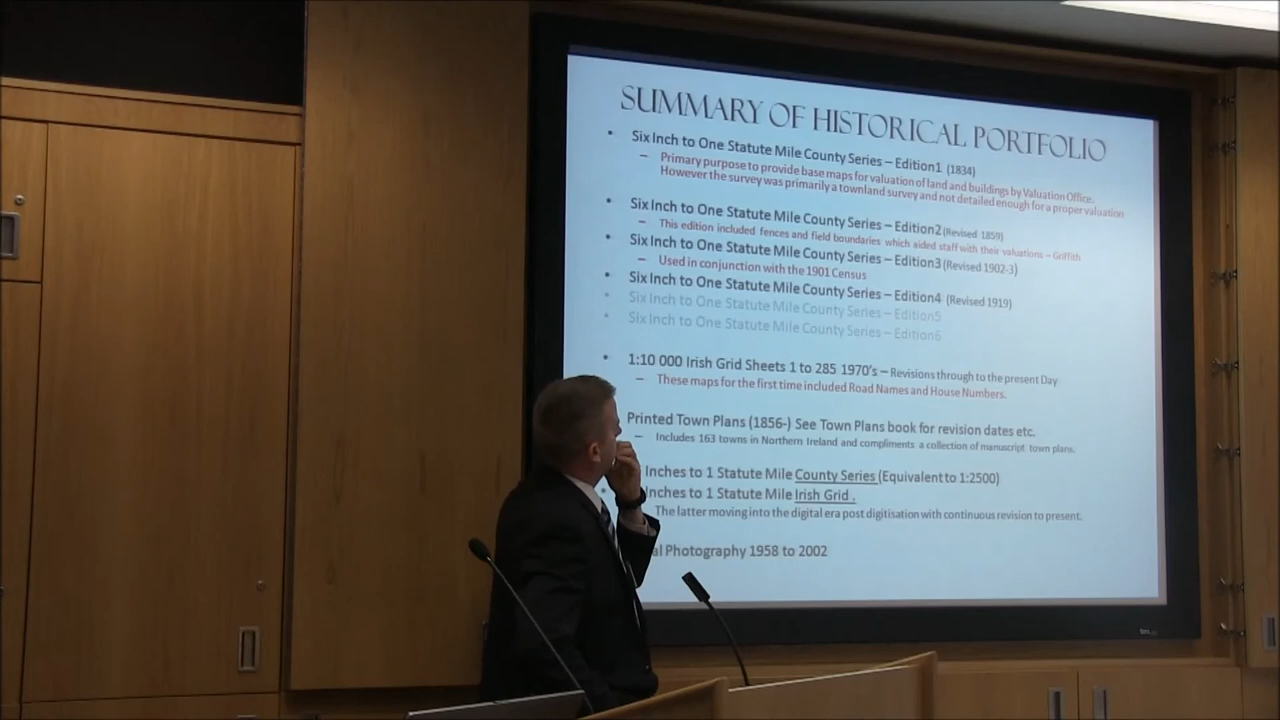 SUMMARY OF HISTORICAL PORTFOLIO
• Six Inch to One Statute Mile County Series – Edition1 (1834)
– Primary purpose to provide base maps for valuation of land and buildings by Valuation Office.
However the survey was primarily a townland survey and not detailed enough for a proper valuation
• Six Inch to One Statute Mile County Series – Edition2 (Revised 1859)
– This edition included fences and field boundaries which aided staff with their valuations – Griffith
• Six Inch to One Statute Mile County Series – Edition3 (Revised 1902-3)
– Used in conjunction with the 1901 Census
• Six Inch to One Statute Mile County Series – Edition4 (Revised 1919)
• Six Inch to One Statute Mile County Series – Edition5
• Six Inch to One Statute Mile County Series – Edition6
• 1:10 000 Irish Grid Sheets 1 to 285 1970's – Revisions through to the present Day
– These maps for the first time included Road Names and House Numbers.
Printed Town Plans (1856-) See Town Plans book for revision dates etc.
– Includes 163 towns in Northern Ireland and compliments a collection of manuscript town plans.
Inches to 1 Statute Mile County Series (Equivalent to 1:2500)
Inches to 1 Statute Mile Irish Grid .
The latter moving into the digital era post digitisation with continuous revision to present.
al Photography 1958 to 2002